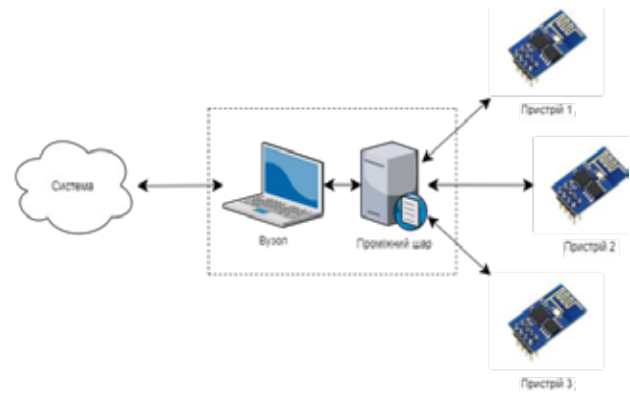 Пристрій 1
Система
Вузол
Проміжний шар
Пристрій 2
Пристрій 3